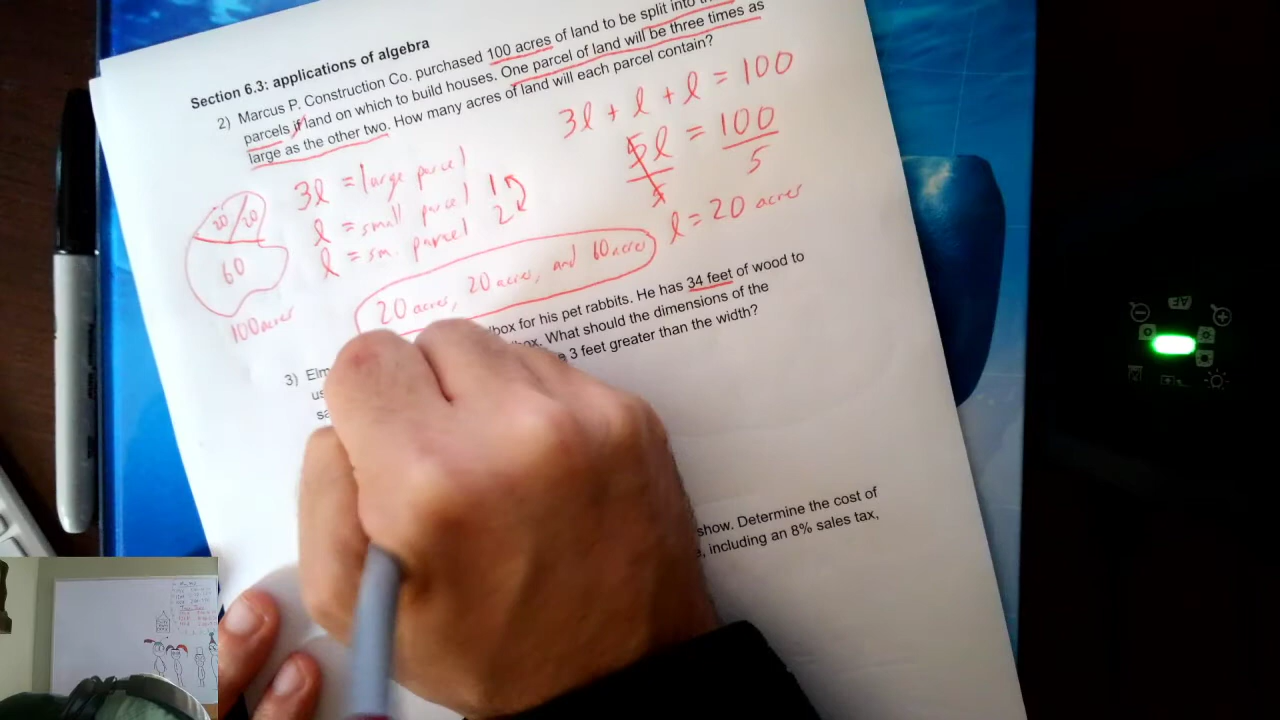 Section 6.3: applications of algebra
2) Marcus P. Construction Co. purchased 100 acres of land to be split into
parcels if land on which to build houses. One parcel of land will be three times as
large as the other two. How many acres of land will each parcel contain?
3l + l + l = 100
5l = 100
5 5
l = 20 acres
3l = large parcel
l = small parcel 1
l = sm. parcel 2
20 20
60
100 acres
20 acres, 20 acres, and 60 acres
3) Elm box for his pet rabbits. He has 34 feet of wood to
us box. What should the dimensions of the
sa 3 feet greater than the width?
show. Determine the cost of
, including an 8% sales tax,
AF